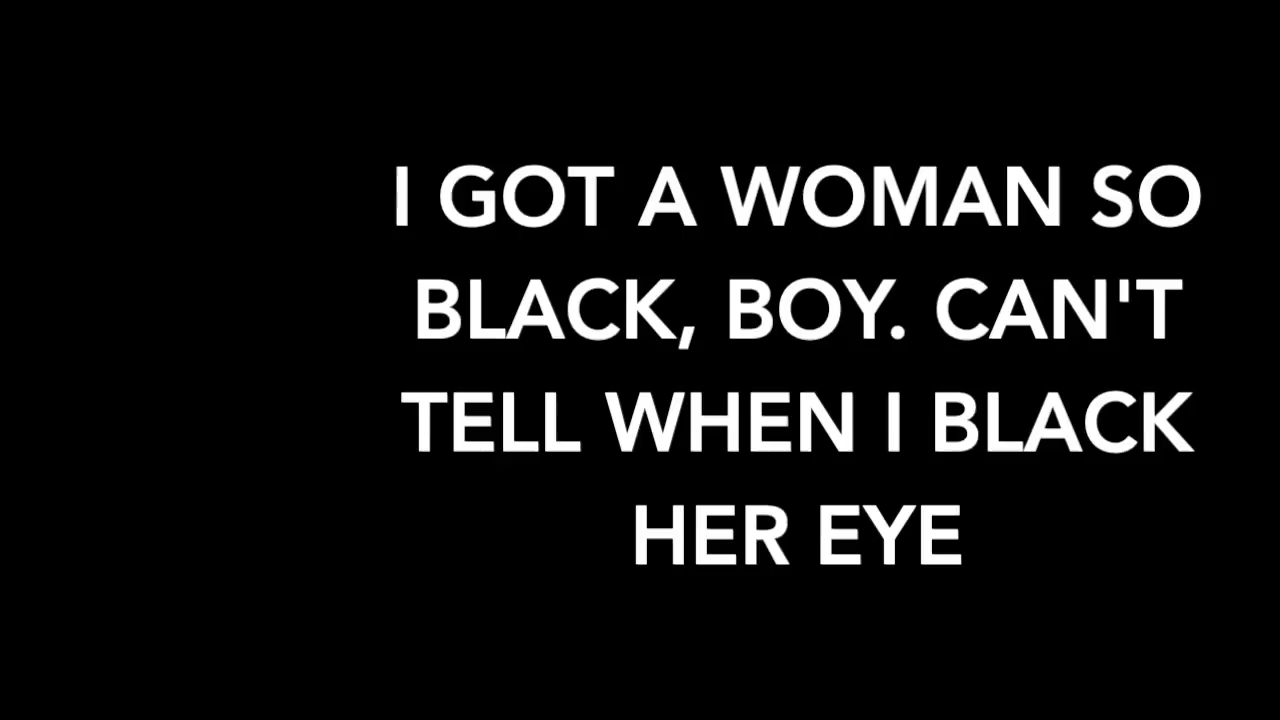 I GOT A WOMAN SO
BLACK, BOY. CAN'T
TELL WHEN I BLACK
HER EYE